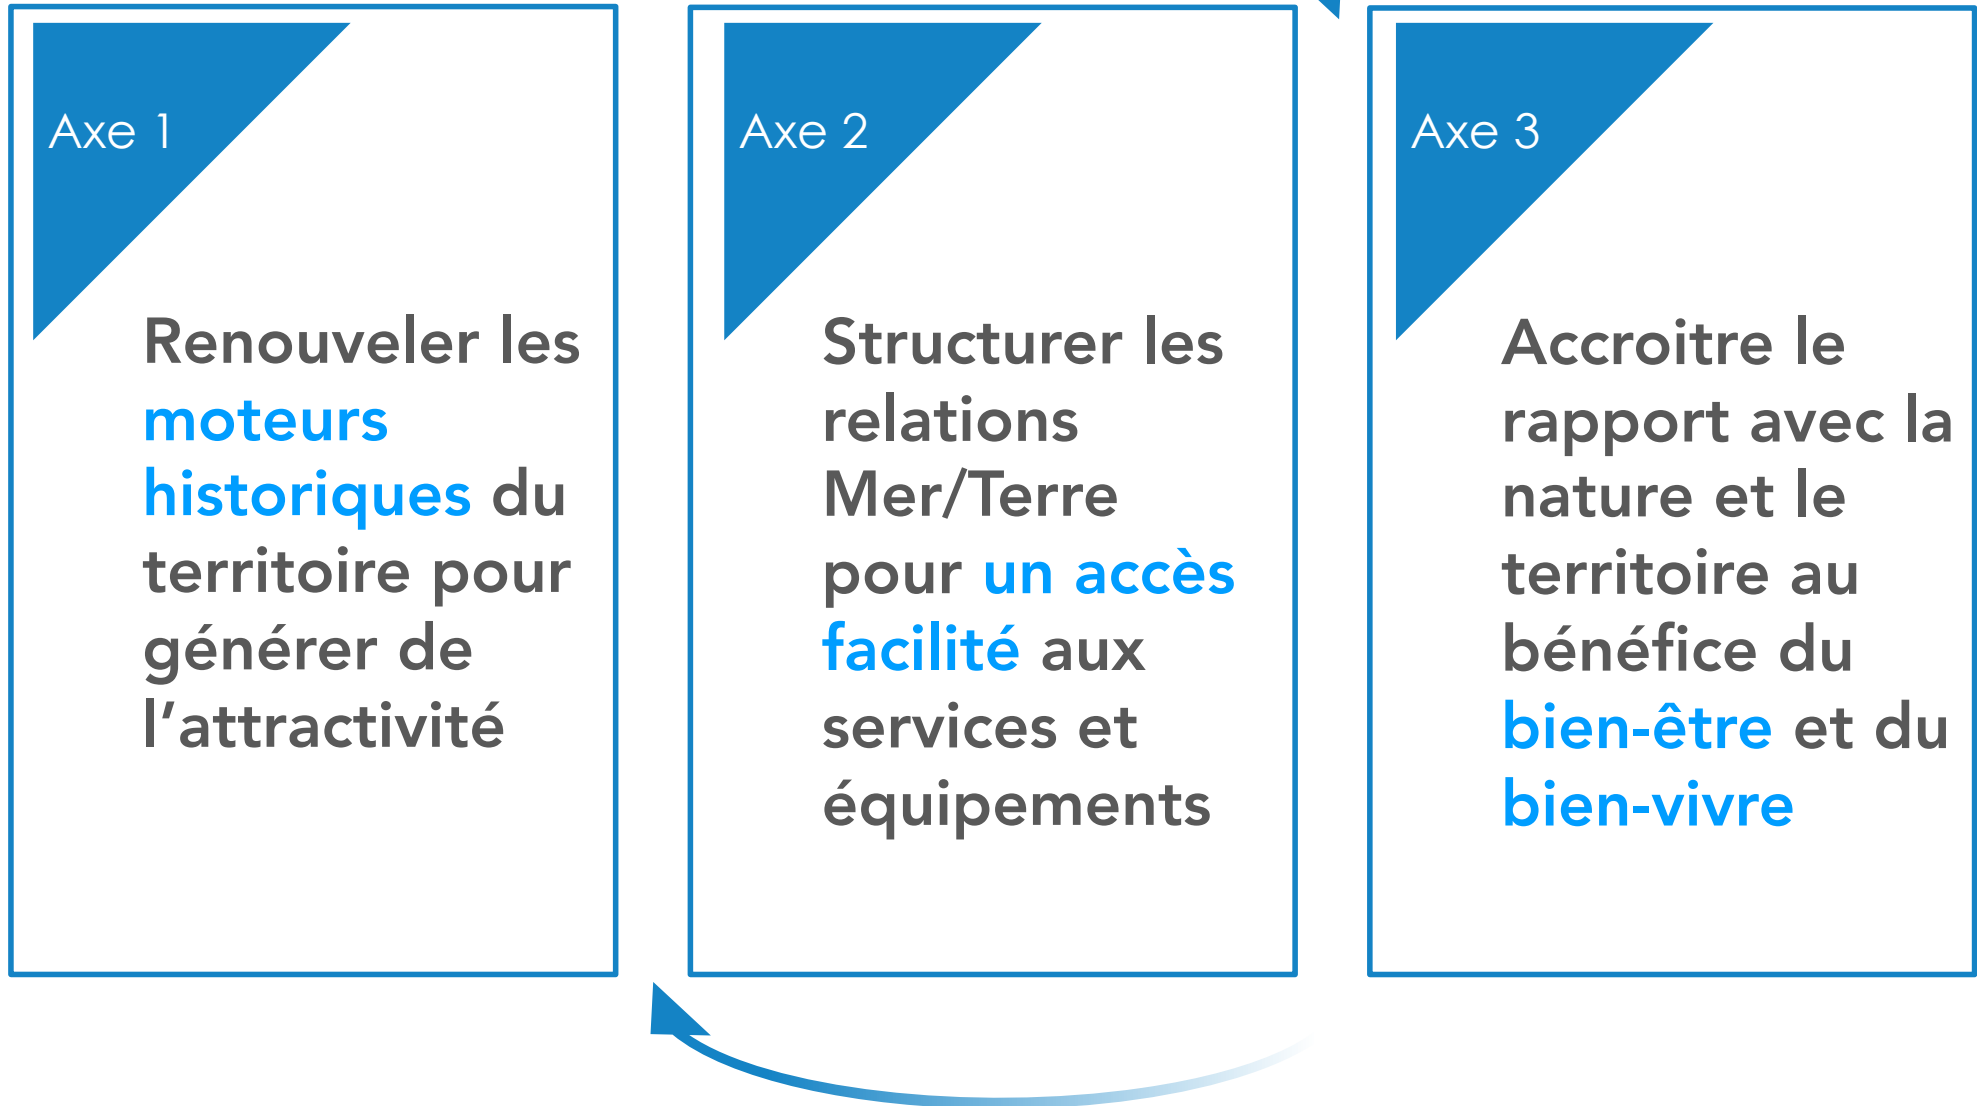 Axe 1
Renouveler les
moteurs
historiques du
territoire pour
générer de
l’attractivité
Axe 2
Structurer les
relations
Mer/Terre
pour un accès
facilité aux
services et
équipements
Axe 3
Accroitre le
rapport avec la
nature et le
territoire au
bénéfice du
bien-être et du
bien-vivre